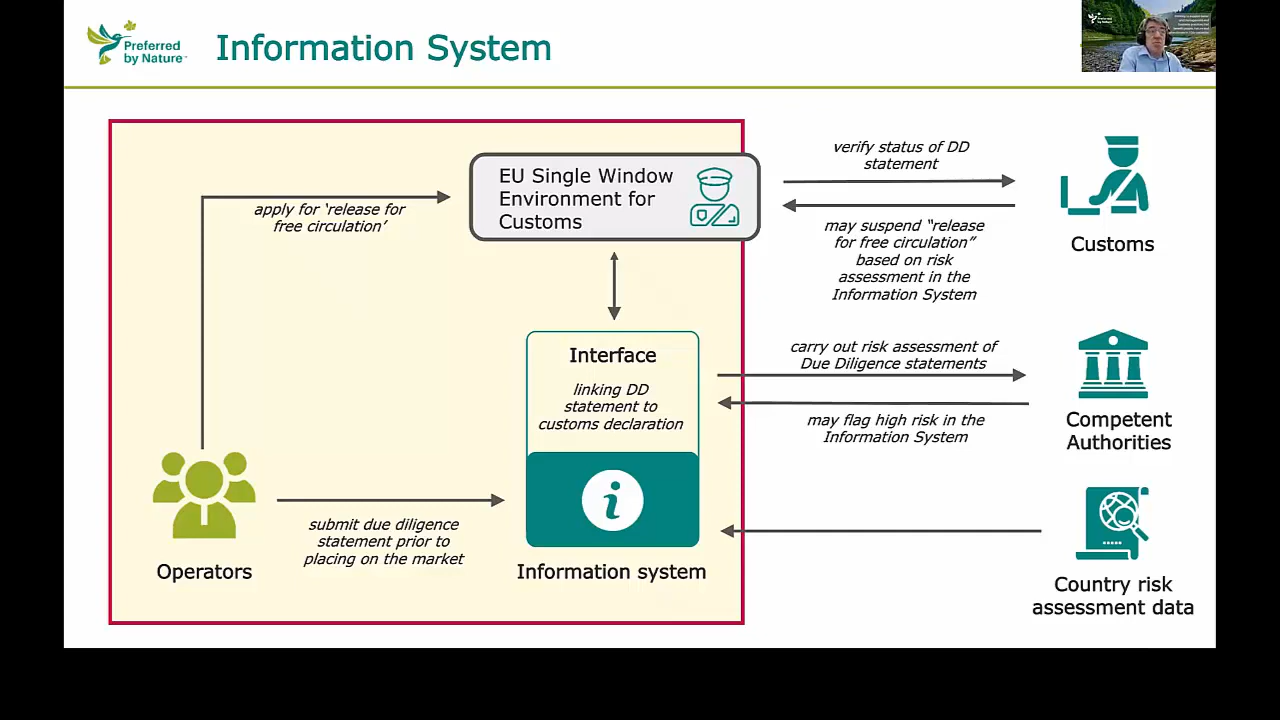 Preferred
by Nature™
Information System
EU Single Window
Environment for
Customs
apply for ‘release for
free circulation’
verify status of DD
statement
may suspend “release
for free circulation”
based on risk
assessment in the
Information System
Customs
Interface
linking DD
statement to
customs declaration
i
carry out risk assessment of
Due Diligence statements
may flag high risk in the
Information System
Competent
Authorities
submit due diligence
statement prior to
placing on the market
Operators
Information system
Country risk
assessment data